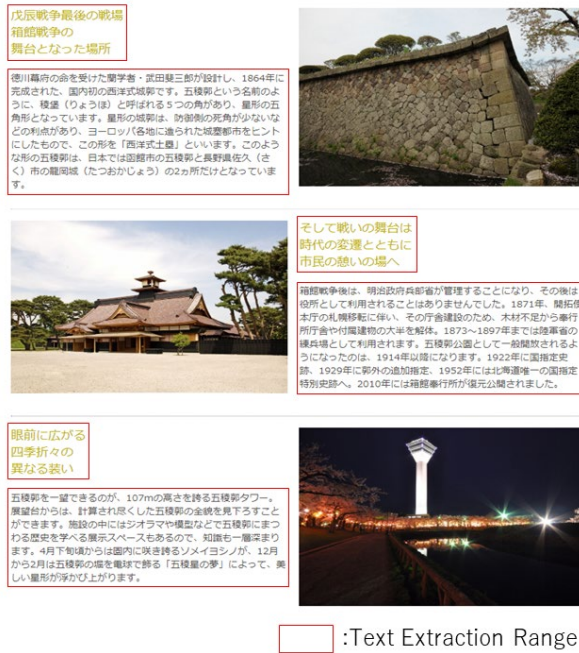 戊辰戦争最後の戦場
箱館戦争の
舞台となった場所
徳川幕府の命を受けた蘭学者・武田斐三郎が設計し、1864年に
完成された、国内初の西洋式城郭です。五稜郭という名前のよ
うに、稜堡（りょうほ）と呼ばれる５つの角があり、星形の五
角形となっています。星形の城郭は、防御側の死角が少ないな
どの利点があり、ヨーロッパ各地に造られた城塞都市をヒント
にしたもので、この形を「西洋式土塁」といいます。このよう
な形の五稜郭は、日本では函館市の五稜郭と長野県佐久（さ
く）市の龍岡城（たつおかじょう）の2ヵ所だけとなっていま
す。
そして戦いの舞台は
時代の変遷とともに
市民の憩いの場へ
箱館戦争後は、明治政府兵部省が管理することになり、その後は
役所として利用されることはありませんでした。1871年、開拓使
本庁の札幌移転に伴い、その庁舎建設のため、木材不足から奉行
所庁舎や付属建物の大半を解体。1873～1897年までは陸軍省の
練兵場として利用されます。五稜郭公園として一般開放されるよ
うになったのは、1914年以降になります。1922年に国指定史
跡、1929年に郭外の追加指定、1952年には北海道唯一の国指定
特別史跡へ。2010年には箱館奉行所が復元公開されました。
眼前に広がる
四季折々の
異なる装い
五稜郭を一望できるのが、107mの高さを誇る五稜郭タワー。
展望台からは、計算され尽くした五稜郭の全貌を見下ろすこと
ができます。施設の中にはジオラマや模型などで五稜郭にまつ
わる歴史を学べる展示スペースもあるので、知識も一層深まり
ます。4月下旬頃からは園内に咲き誇るソメイヨシノが、12月
から2月は五稜郭の堀を電球で飾る「五稜星の夢」によって、美
しい星形が浮かび上がります。
:Text Extraction Range